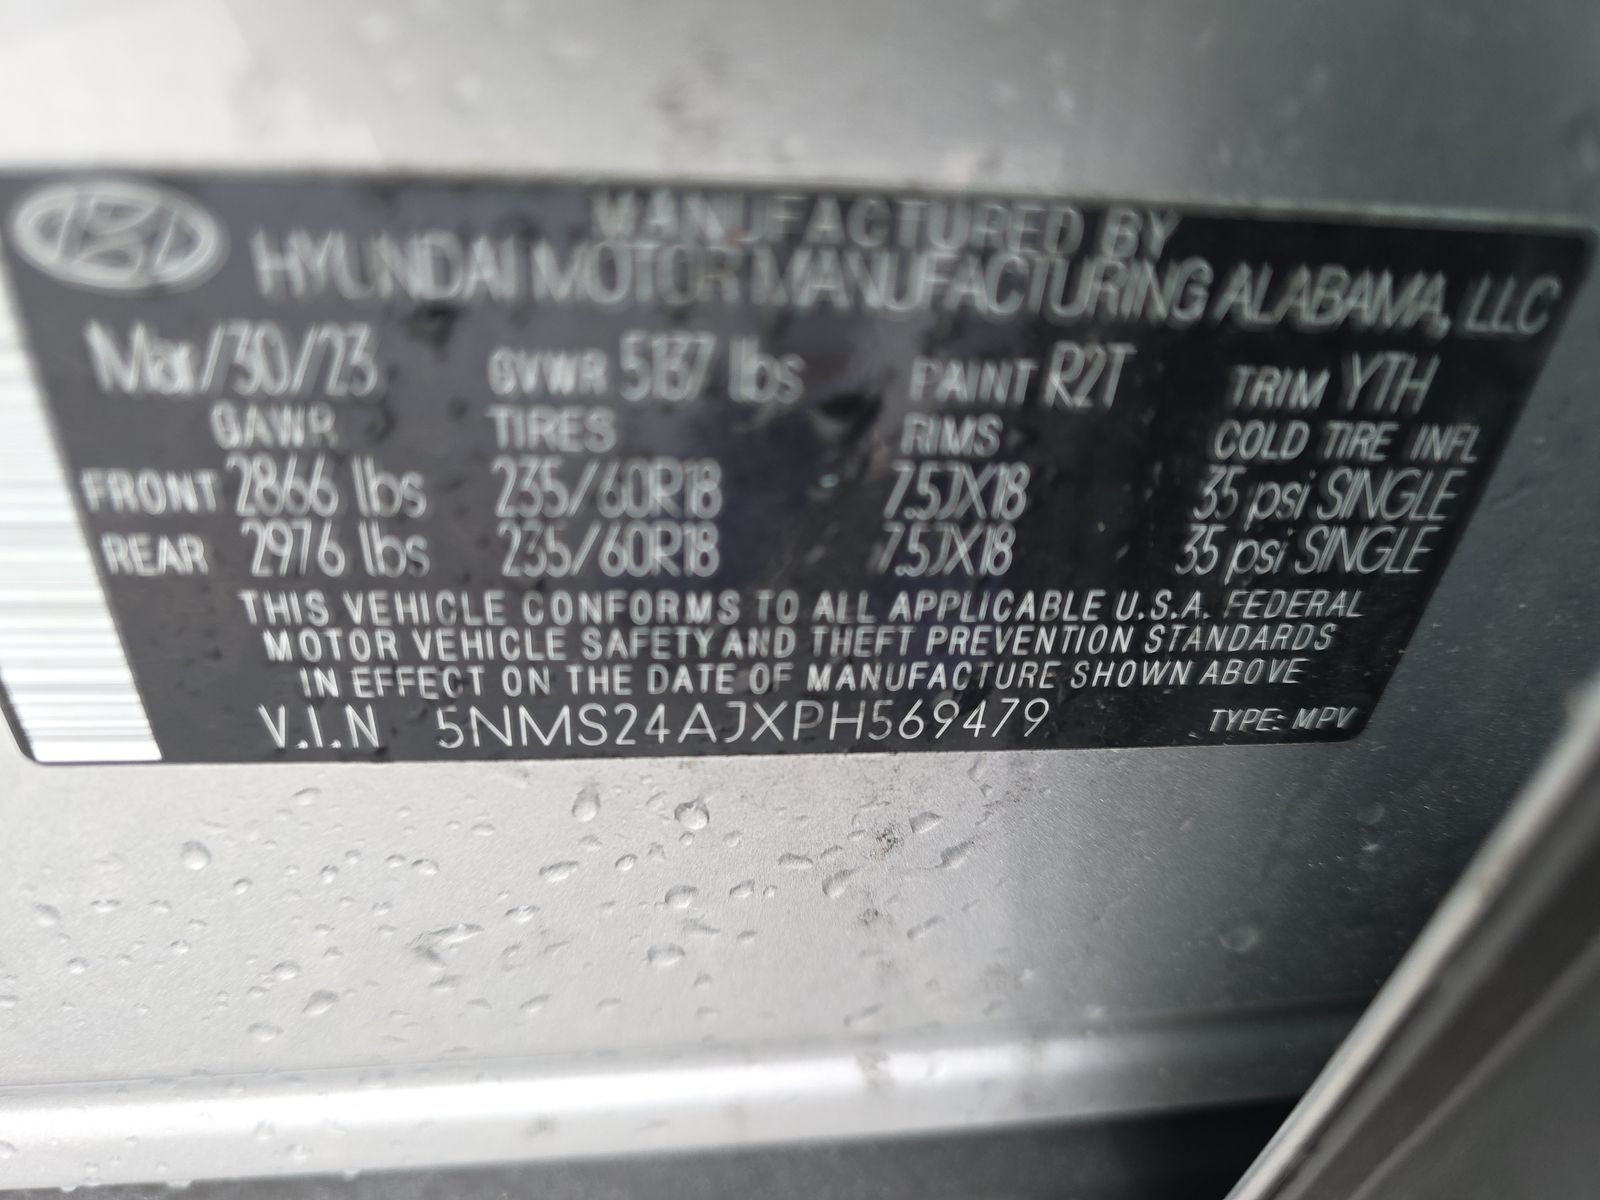 MANUFACTURED BY
HYUNDAI MOTOR MANUFACTURING ALABAMA, LLC
Mar/30/23 GVWR 5137 lbs PAINT R2T TRIM YTH
GAWR TIRES RIMS COLD TIRE INFL
FRONT 2866 lbs 235/60R18 7.5JX18 35 psi SINGLE
REAR 2976 lbs 235/60R18 7.5JX18 35 psi SINGLE
THIS VEHICLE CONFORMS TO ALL APPLICABLE U.S.A. FEDERAL
MOTOR VEHICLE SAFETY AND THEFT PREVENTION STANDARDS
IN EFFECT ON THE DATE OF MANUFACTURE SHOWN ABOVE
V.I.N 5NMS24AJXPH569479 TYPE: MPV